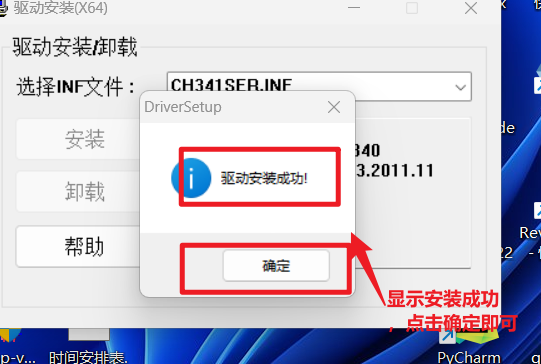 驱动安装(X64)
驱动安装/卸载
选择INF文件：
CH341SER.INF
安装
卸载
帮助
DriverSetup
驱动安装成功!
确定
340
3.2011.11
显示安装成功
，点击确定即可
de
Rev
22
PyCharm
p-v...
时间安排表.